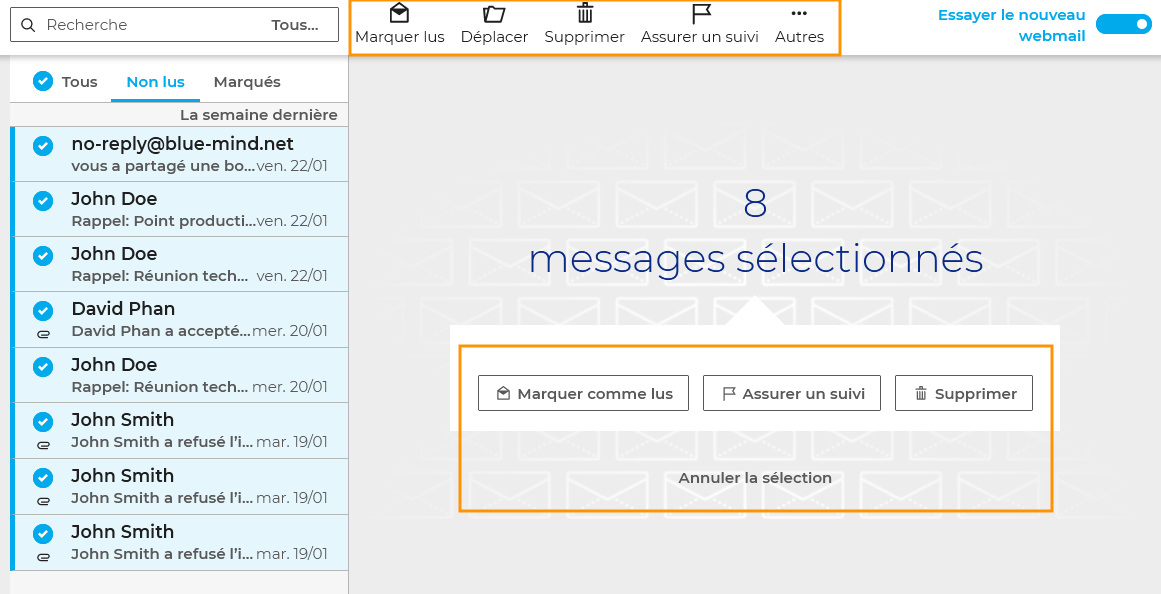 Recherche Tous...
Marquer lus Déplacer Supprimer Assurer un suivi Autres
Essayer le nouveau
webmail
Tous Non lus Marqués
La semaine dernière
no-reply@blue-mind.net
vous a partagé une bo... ven. 22/01
John Doe
Rappel: Point producti... ven. 22/01
John Doe
Rappel: Réunion tech... ven. 22/01
David Phan
David Phan a accepté... mer. 20/01
John Doe
Rappel: Réunion tech... mer. 20/01
John Smith
John Smith a refusé l'i... mar. 19/01
John Smith
John Smith a refusé l'i... mar. 19/01
John Smith
John Smith a refusé l'i... mar. 19/01
8
messages sélectionnés
Marquer comme lus Assurer un suivi Supprimer
Annuler la sélection